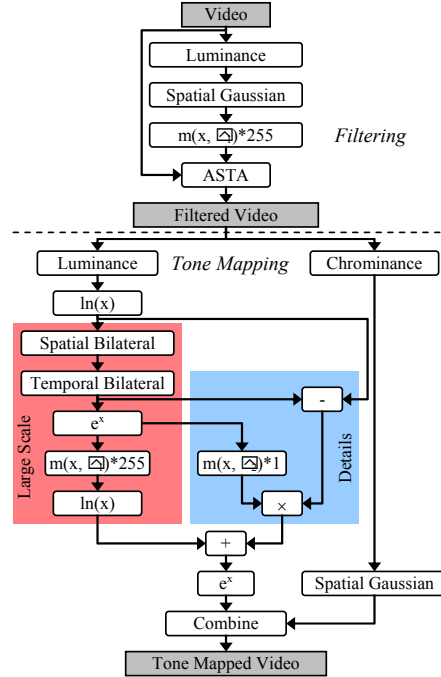 Video
Luminance
Spatial Gaussian
m(x, )*255
Filtering
ASTA
Filtered Video
Luminance
Tone Mapping
Chrominance
ln(x)
Spatial Bilateral
Temporal Bilateral
-
e^x
Large Scale
m(x, )*255
m(x, )*1
Details
ln(x)
×
+
e^x
Spatial Gaussian
Combine
Tone Mapped Video